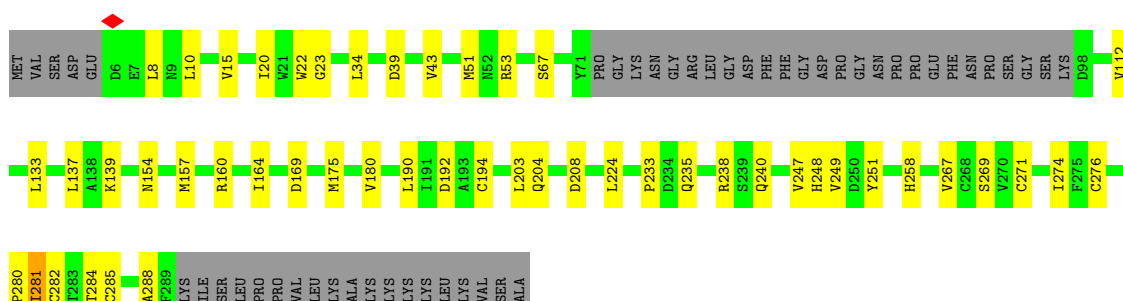 MET VAL SER ASP GLU D6 E7 L8 N9 L10 V15 I20 W21 W22 G23 L34 D39 V43 M51 N52 R53 S67 Y71 PRO GLY LYS ASN GLY ARG LEU GLY ASP PHE PHE GLY ASP PRO GLY ASN PRO PRO GLU PHE ASN PRO SER GLY SER LYS D98 V112
L133 L137 A138 K139 N154 M157 R160 I164 D169 M175 V180 L190 I191 D192 A193 C194 L203 Q204 D208 L224 P233 D234 Q235 R238 S239 Q240 V247 H248 V249 D250 Y251 H258 V267 C268 S269 V270 C271 I274 F275 C276
P280 I281 C282 I283 I284 C285 A288 F289 LYS ILE SER LEU PRO PRO VAL LEU LYS ALA LYS LYS LYS LYS LEU LYS VAL SER ALA